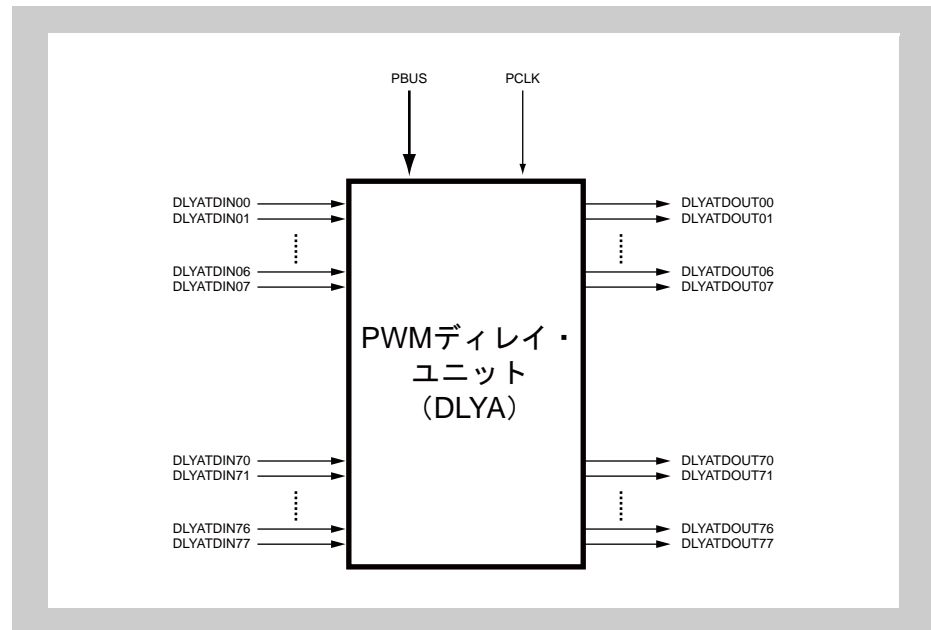 PBUS PCLK
DLYATDIN00 DLYATDOUT00
DLYATDIN01 DLYATDOUT01
DLYATDIN06 DLYATDOUT06
DLYATDIN07 DLYATDOUT07
PWMディレイ・
ユニット
（DLYA）
DLYATDIN70 DLYATDOUT70
DLYATDIN71 DLYATDOUT71
DLYATDIN76 DLYATDOUT76
DLYATDIN77 DLYATDOUT77